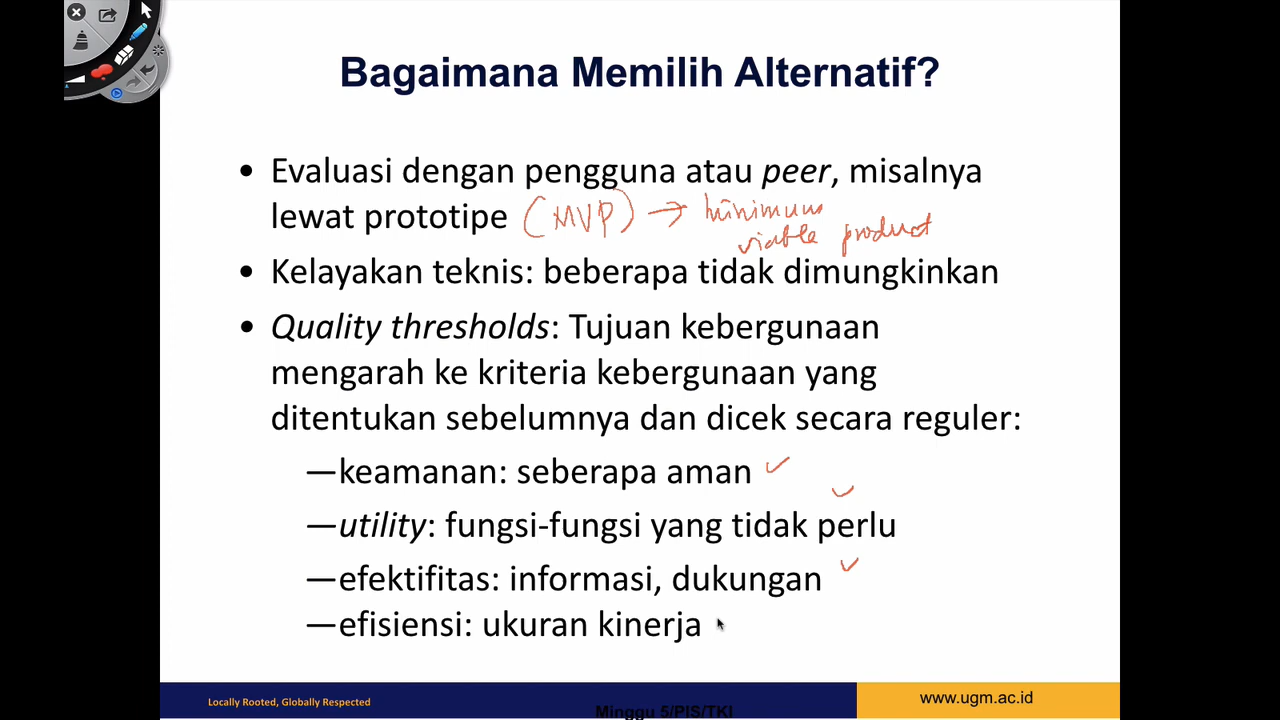 Bagaimana Memilih Alternatif?
• Evaluasi dengan pengguna atau peer, misalnya
lewat prototipe (MVP) → minimum
viable product
• Kelayakan teknis: beberapa tidak dimungkinkan
• Quality thresholds: Tujuan kebergunaan
mengarah ke kriteria kebergunaan yang
ditentukan sebelumnya dan dicek secara reguler:
—keamanan: seberapa aman ✓
—utility: fungsi-fungsi yang tidak perlu ✓
—efektifitas: informasi, dukungan ✓
—efisiensi: ukuran kinerja
Locally Rooted, Globally Respected
www.ugm.ac.id
Minggu 5/PIS/TKI